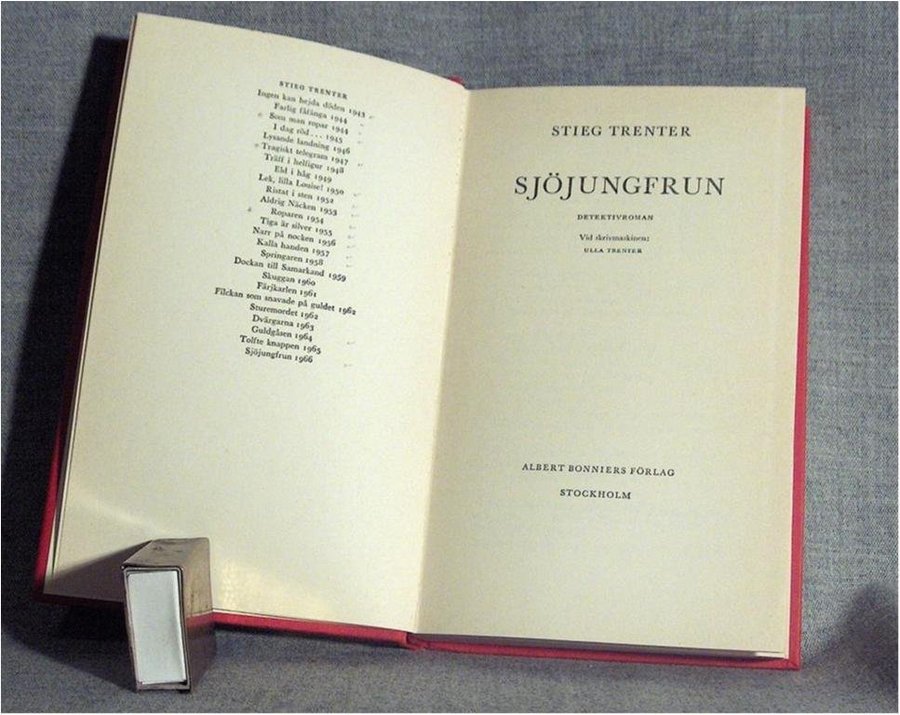 STIEG TRENTER
Ingen kan hejda döden 1943
Farlig fåfänga 1944
Som man ropar 1944
I dag röd... 1945
Lysande landning 1946
Tragiskt telegram 1947
Träff i helfigur 1948
Eld i håg 1949
Lek, lilla Louise! 1950
Ristat i sten 1952
Aldrig Näcken 1953
Roparen 1954
Tiga är silver 1955
Narr på nocken 1956
Kalla handen 1957
Springaren 1958
Dockan till Samarkand 1959
Skuggan 1960
Färjkarlen 1961
Flickan som snavade på guldet 1962
Sturemordet 1962
Dvärgarna 1963
Guldgåsen 1964
Tolfte knappen 1965
Sjöjungfrun 1966
STIEG TRENTER
SJÖJUNGFRUN
DETEKTIVROMAN
Vid skrivmaskinen:
ULLA TRENTER
ALBERT BONNIERS FÖRLAG
STOCKHOLM